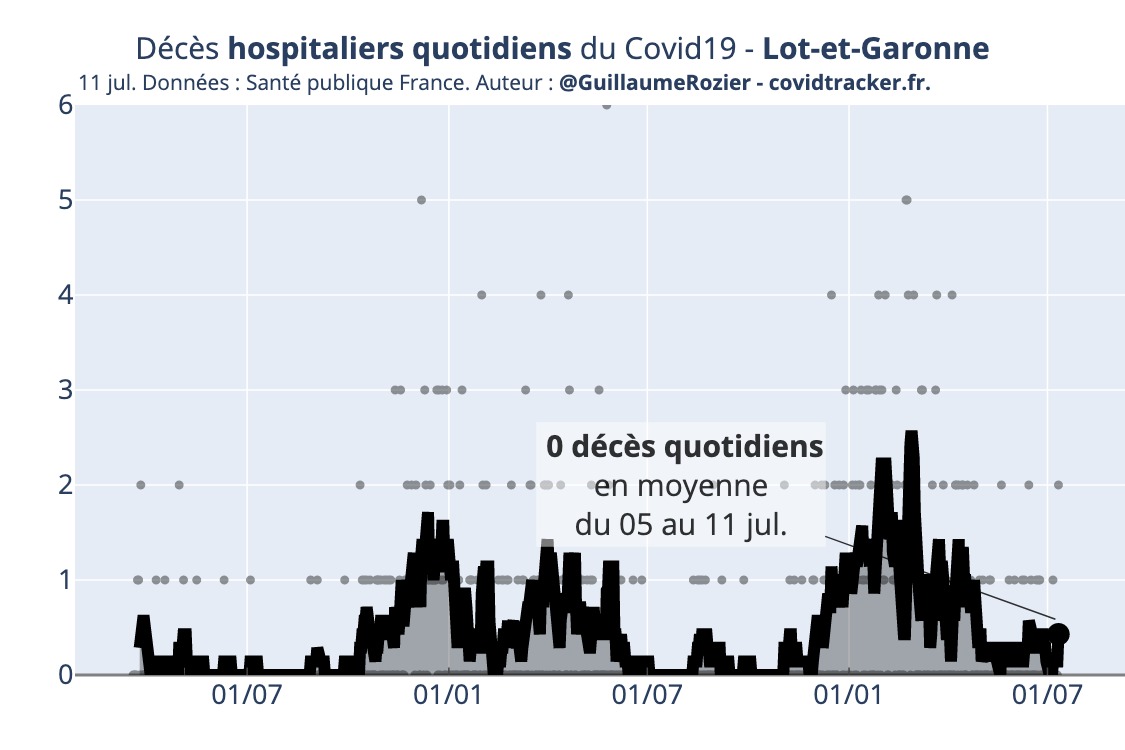 Décès hospitaliers quotidiens du Covid19 - Lot-et-Garonne
11 jul. Données : Santé publique France. Auteur : @GuillaumeRozier - covidtracker.fr.
6
5
4
3
2
1
0
0 décès quotidiens
en moyenne
du 05 au 11 jul.
01/07
01/01
01/07
01/01
01/07